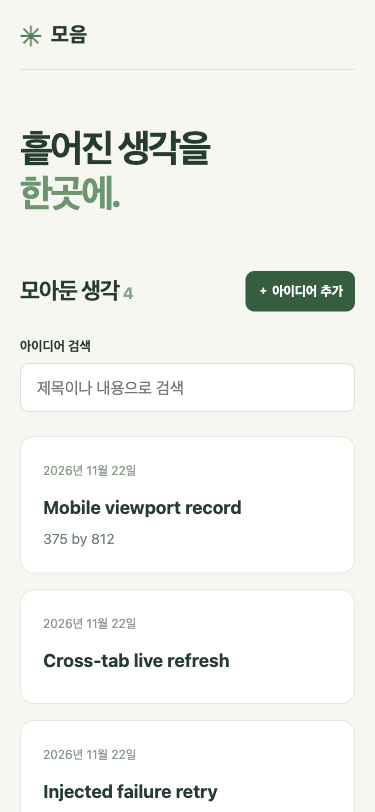 모음
흩어진 생각을
한곳에.
모아둔 생각 4
+ 아이디어 추가
아이디어 검색
제목이나 내용으로 검색
2026년 11월 22일
Mobile viewport record
375 by 812
2026년 11월 22일
Cross-tab live refresh
2026년 11월 22일
Injected failure retry